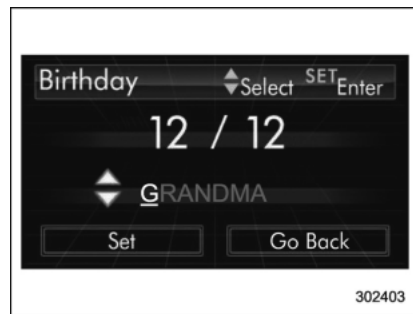 Birthday Select SET Enter
12 / 12
GRANDMA
Set Go Back
302403